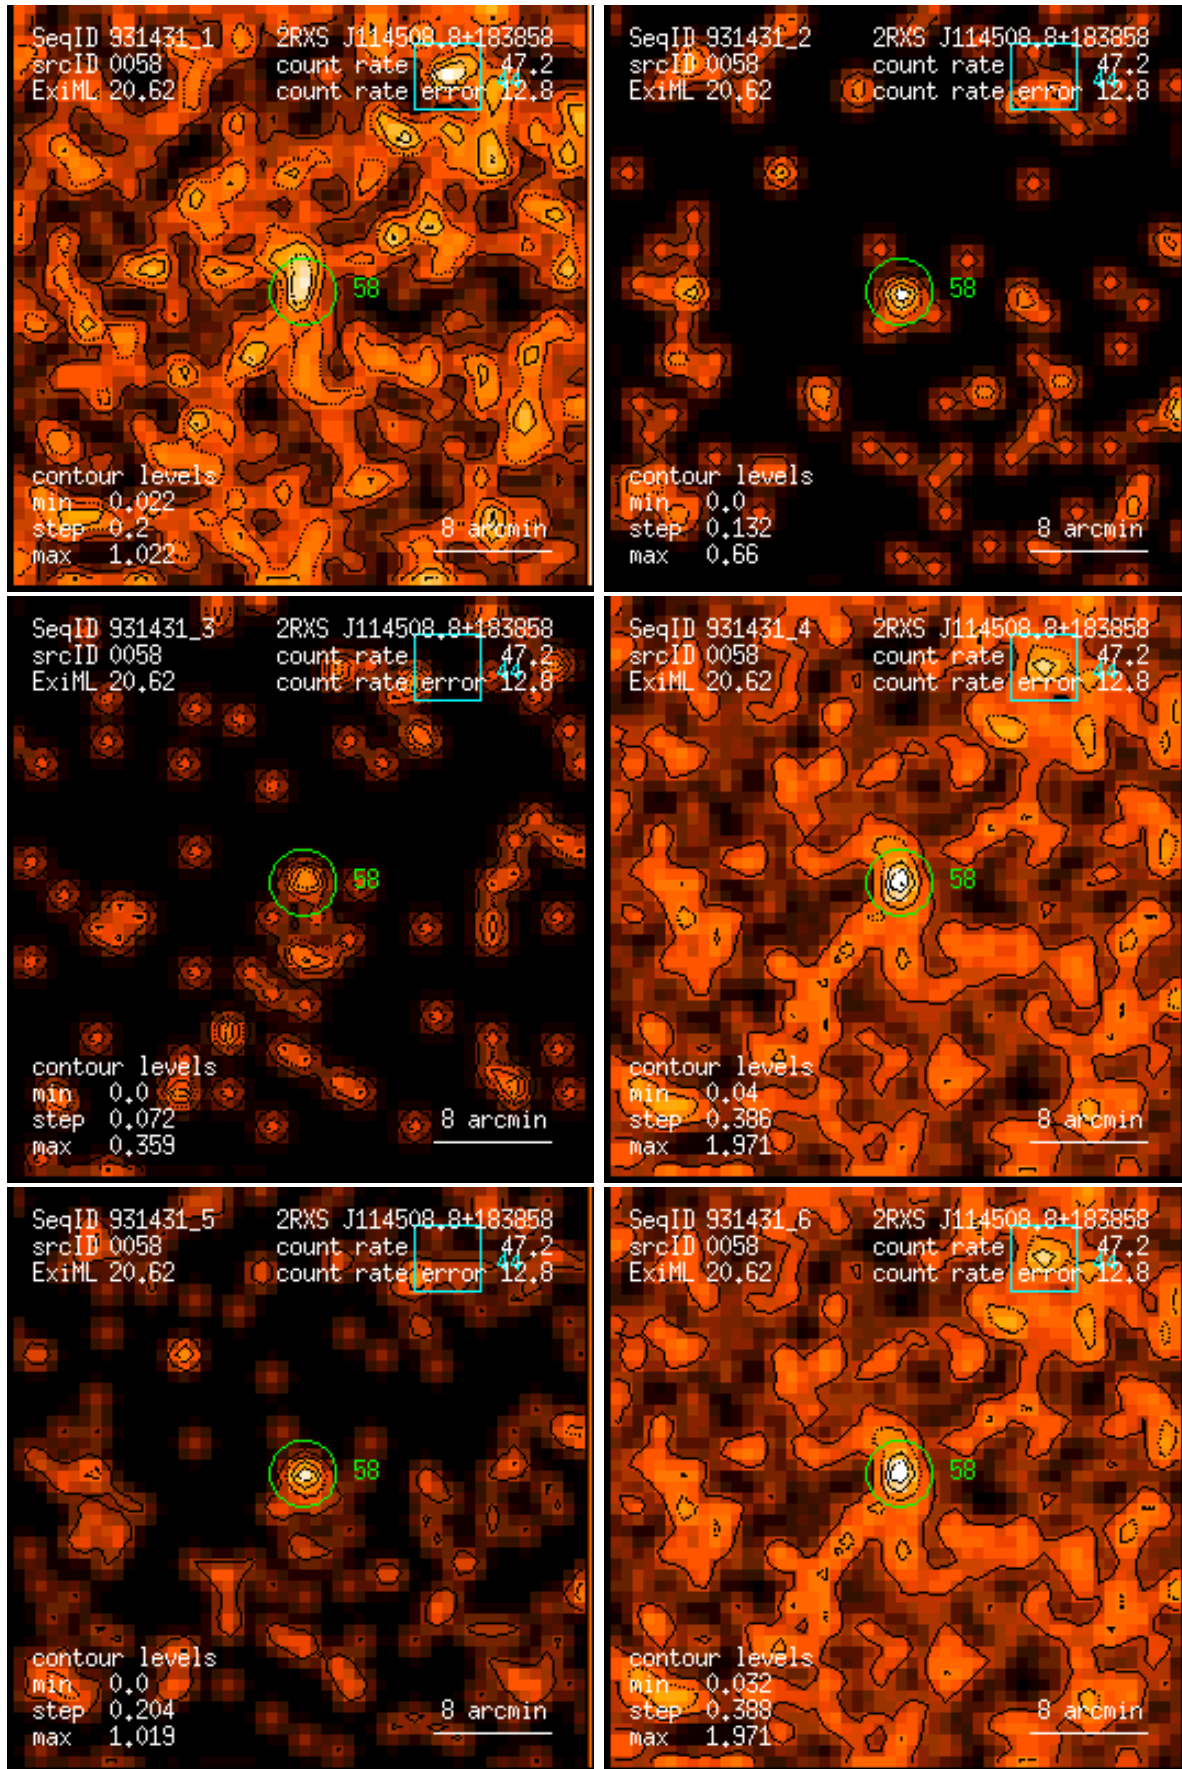 SeqID 931431_1 2RXS J114508.8+183858
srcID 0058 count rate 47.2
ExiML 20.62 count rate error 12.8
44
58
contour levels
min 0.022
step 0.2 8 arcmin
max 1.022
SeqID 931431_2 2RXS J114508.8+183858
srcID 0058 count rate 47.2
ExiML 20.62 count rate error 12.8
44
58
contour levels
min 0.0
step 0.132 8 arcmin
max 0.66
SeqID 931431_3 2RXS J114508.8+183858
srcID 0058 count rate 47.2
ExiML 20.62 count rate error 12.8
44
58
contour levels
min 0.0
step 0.072 8 arcmin
max 0.359
SeqID 931431_4 2RXS J114508.8+183858
srcID 0058 count rate 47.2
ExiML 20.62 count rate error 12.8
44
58
contour levels
min 0.04
step 0.386 8 arcmin
max 1.971
SeqID 931431_5 2RXS J114508.8+183858
srcID 0058 count rate 47.2
ExiML 20.62 count rate error 12.8
44
58
contour levels
min 0.0
step 0.204 8 arcmin
max 1.019
SeqID 931431_6 2RXS J114508.8+183858
srcID 0058 count rate 47.2
ExiML 20.62 count rate error 12.8
44
58
contour levels
min 0.032
step 0.388 8 arcmin
max 1.971